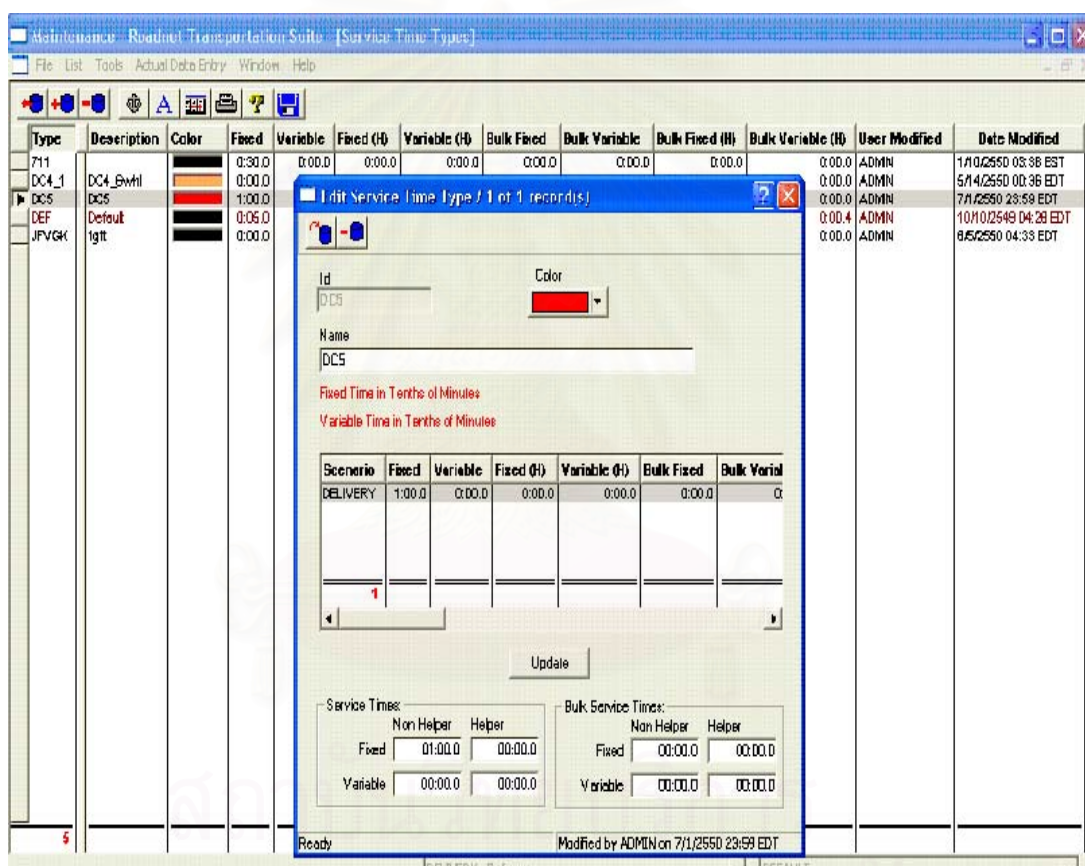 Maintenance - Roadnet Transportation Suite - [Service Time Types]
File List Tools Actual Data Entry Window Help
Type Description Color Fixed Variable Fixed (H) Variable (H) Bulk Fixed Bulk Variable Bulk Fixed (H) Bulk Variable (H) User Modified Date Modified
711 0:30.0 0:00.0 0:00.0 0:00.0 0:00.0 0:00.0 0:00.0 0:00.0 ADMIN 1/10/2550 EST
DC4_1 DC4_6whl 0:00.0 0:00.0 ADMIN 5/14/2550 00:36 EDT
DC5 DC5 1:00.0 0:00.0 ADMIN 7/1/2550 23:59 EDT
DEF Default 0:05.0 0:00.4 ADMIN 10/10/2549 EDT
JFVGK 0:00.0 0:00.0 ADMIN 6/5/2550 04:33 EDT
5
Edit Service Time Type / 1 of 1 record(s)
Id
DC5
Color
Name
DC5
Fixed Time in Tenths of Minutes
Variable Time in Tenths of Minutes
Scenario Fixed Variable Fixed (H) Variable (H) Bulk Fixed Bulk Variabl
DELIVERY 1:00.0 0:00.0 0:00.0 0:00.0 0:00.0 0:
1
Update
Service Times:
Non Helper Helper
Fixed 01:00.0 00:00.0
Variable 00:00.0 00:00.0
Bulk Service Times:
Non Helper Helper
Fixed 00:00.0 00:00.0
Variable 00:00.0 00:00.0
Ready
Modified by ADMIN on 7/1/2550 23:59 EDT